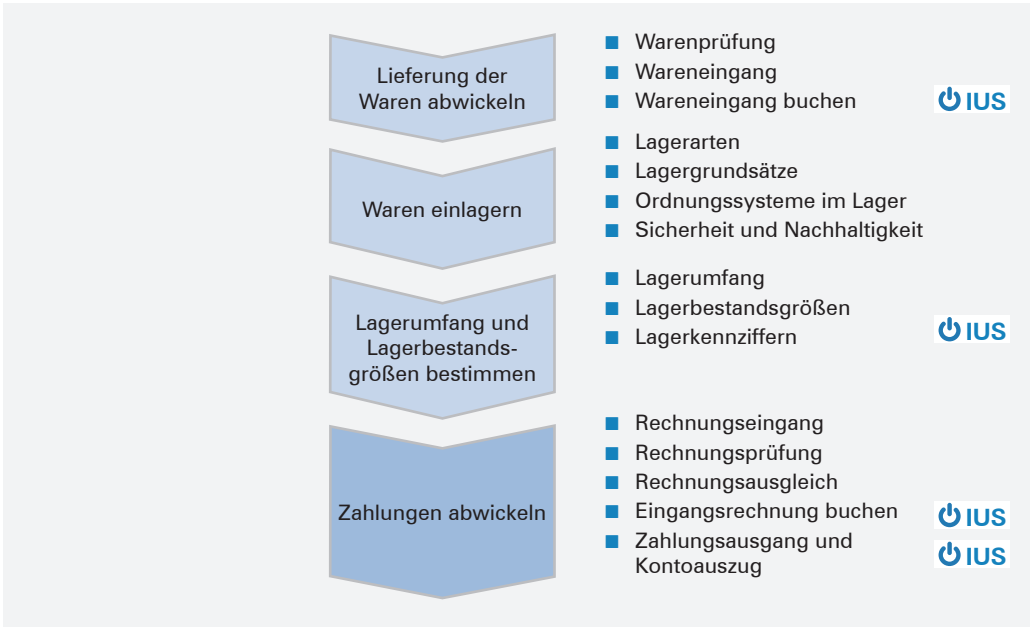 Lieferung der
Waren abwickeln
Warenprüfung
Wareneingang
Wareneingang buchen
IUS
Waren einlagern
Lagerarten
Lagergrundsätze
Ordnungssysteme im Lager
Sicherheit und Nachhaltigkeit
Lagerumfang und
Lagerbestands-
größen bestimmen
Lagerumfang
Lagerbestandsgrößen
Lagerkennziffern
IUS
Zahlungen abwickeln
Rechnungseingang
Rechnungsprüfung
Rechnungsausgleich
Eingangsrechnung buchen
IUS
Zahlungsausgang und
Kontoauszug
IUS